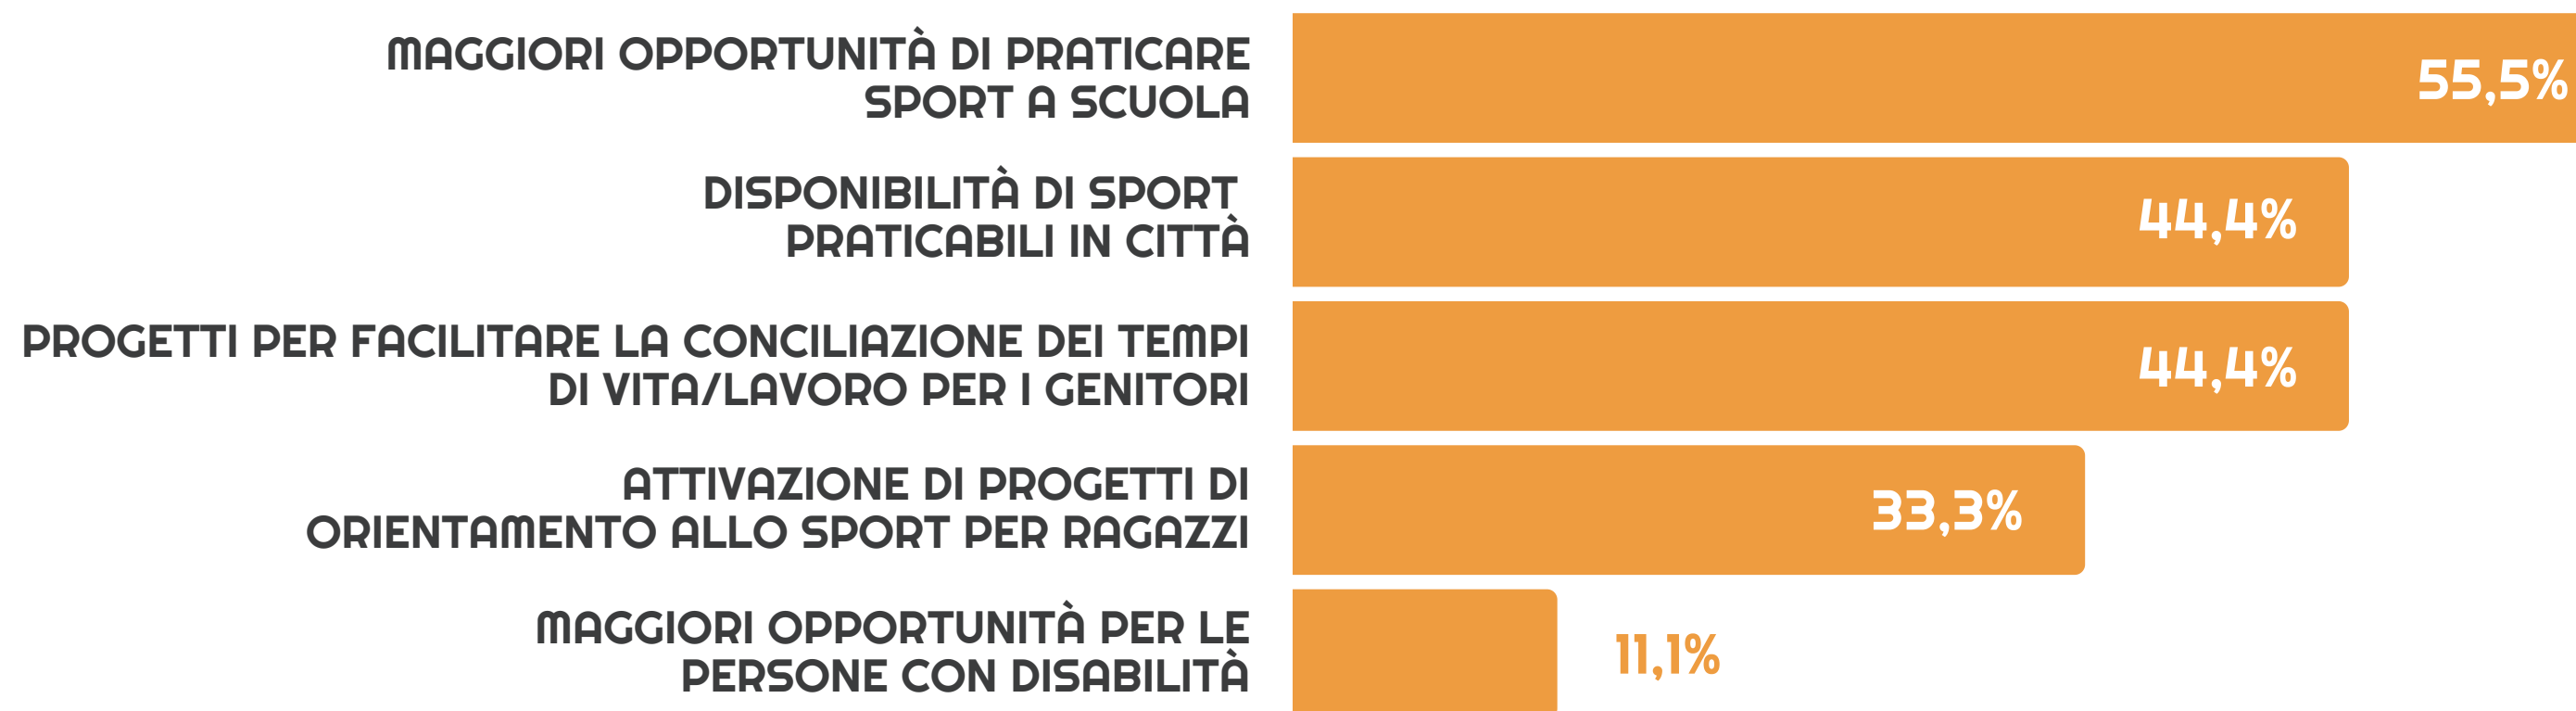 MAGGIORI OPPORTUNITÀ DI PRATICARE
SPORT A SCUOLA
55,5%
DISPONIBILITÀ DI SPORT
PRATICABILI IN CITTÀ
44,4%
PROGETTI PER FACILITARE LA CONCILIAZIONE DEI TEMPI
DI VITA/LAVORO PER I GENITORI
44,4%
ATTIVAZIONE DI PROGETTI DI
ORIENTAMENTO ALLO SPORT PER RAGAZZI
33,3%
MAGGIORI OPPORTUNITÀ PER LE
PERSONE CON DISABILITÀ
11,1%